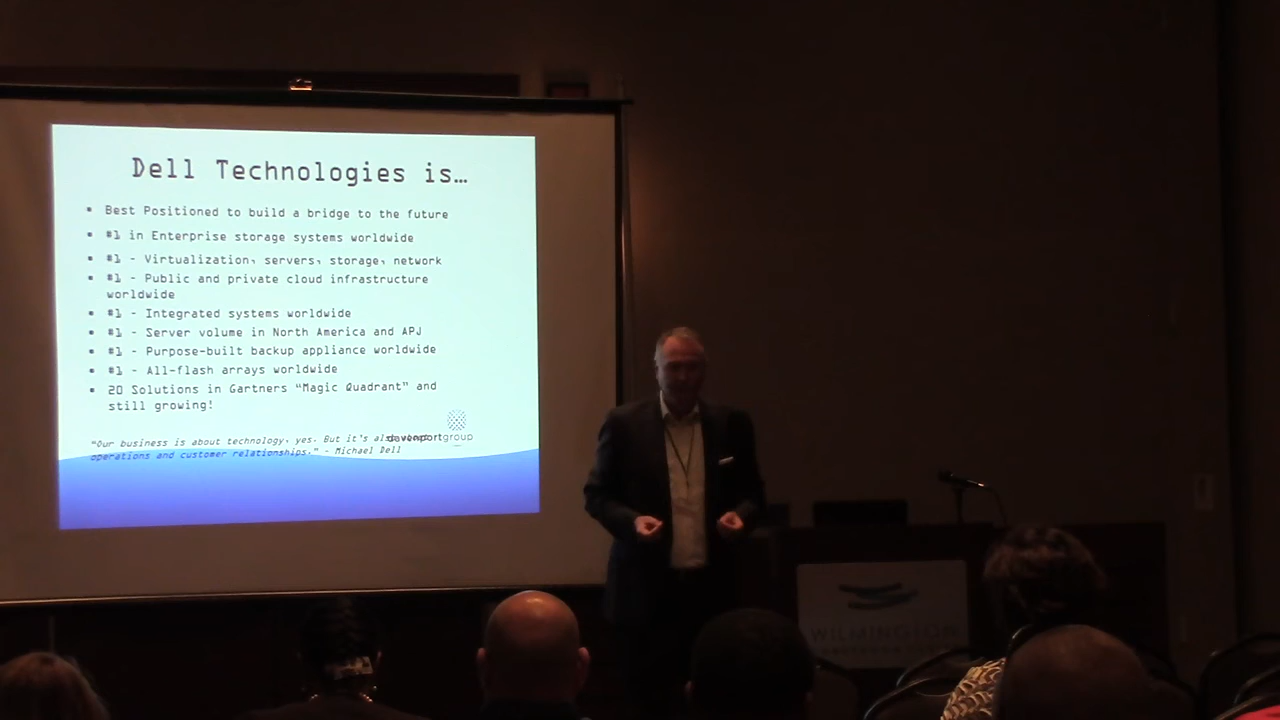 Dell Technologies is…
▪ Best Positioned to build a bridge to the future
▪ #1 in Enterprise storage systems worldwide
▪ #1 - Virtualization, servers, storage, network
▪ #1 - Public and private cloud infrastructure
worldwide
▪ #1 - Integrated systems worldwide
▪ #1 - Server volume in North America and APJ
▪ #1 - Purpose-built backup appliance worldwide
▪ #1 - All-flash arrays worldwide
▪ 20 Solutions in Gartners “Magic Quadrant” and
still growing!
“Our business is about technology, yes. But it's also
davenportgroup
operations and customer relationships.” - Michael Dell
WILMINGTON